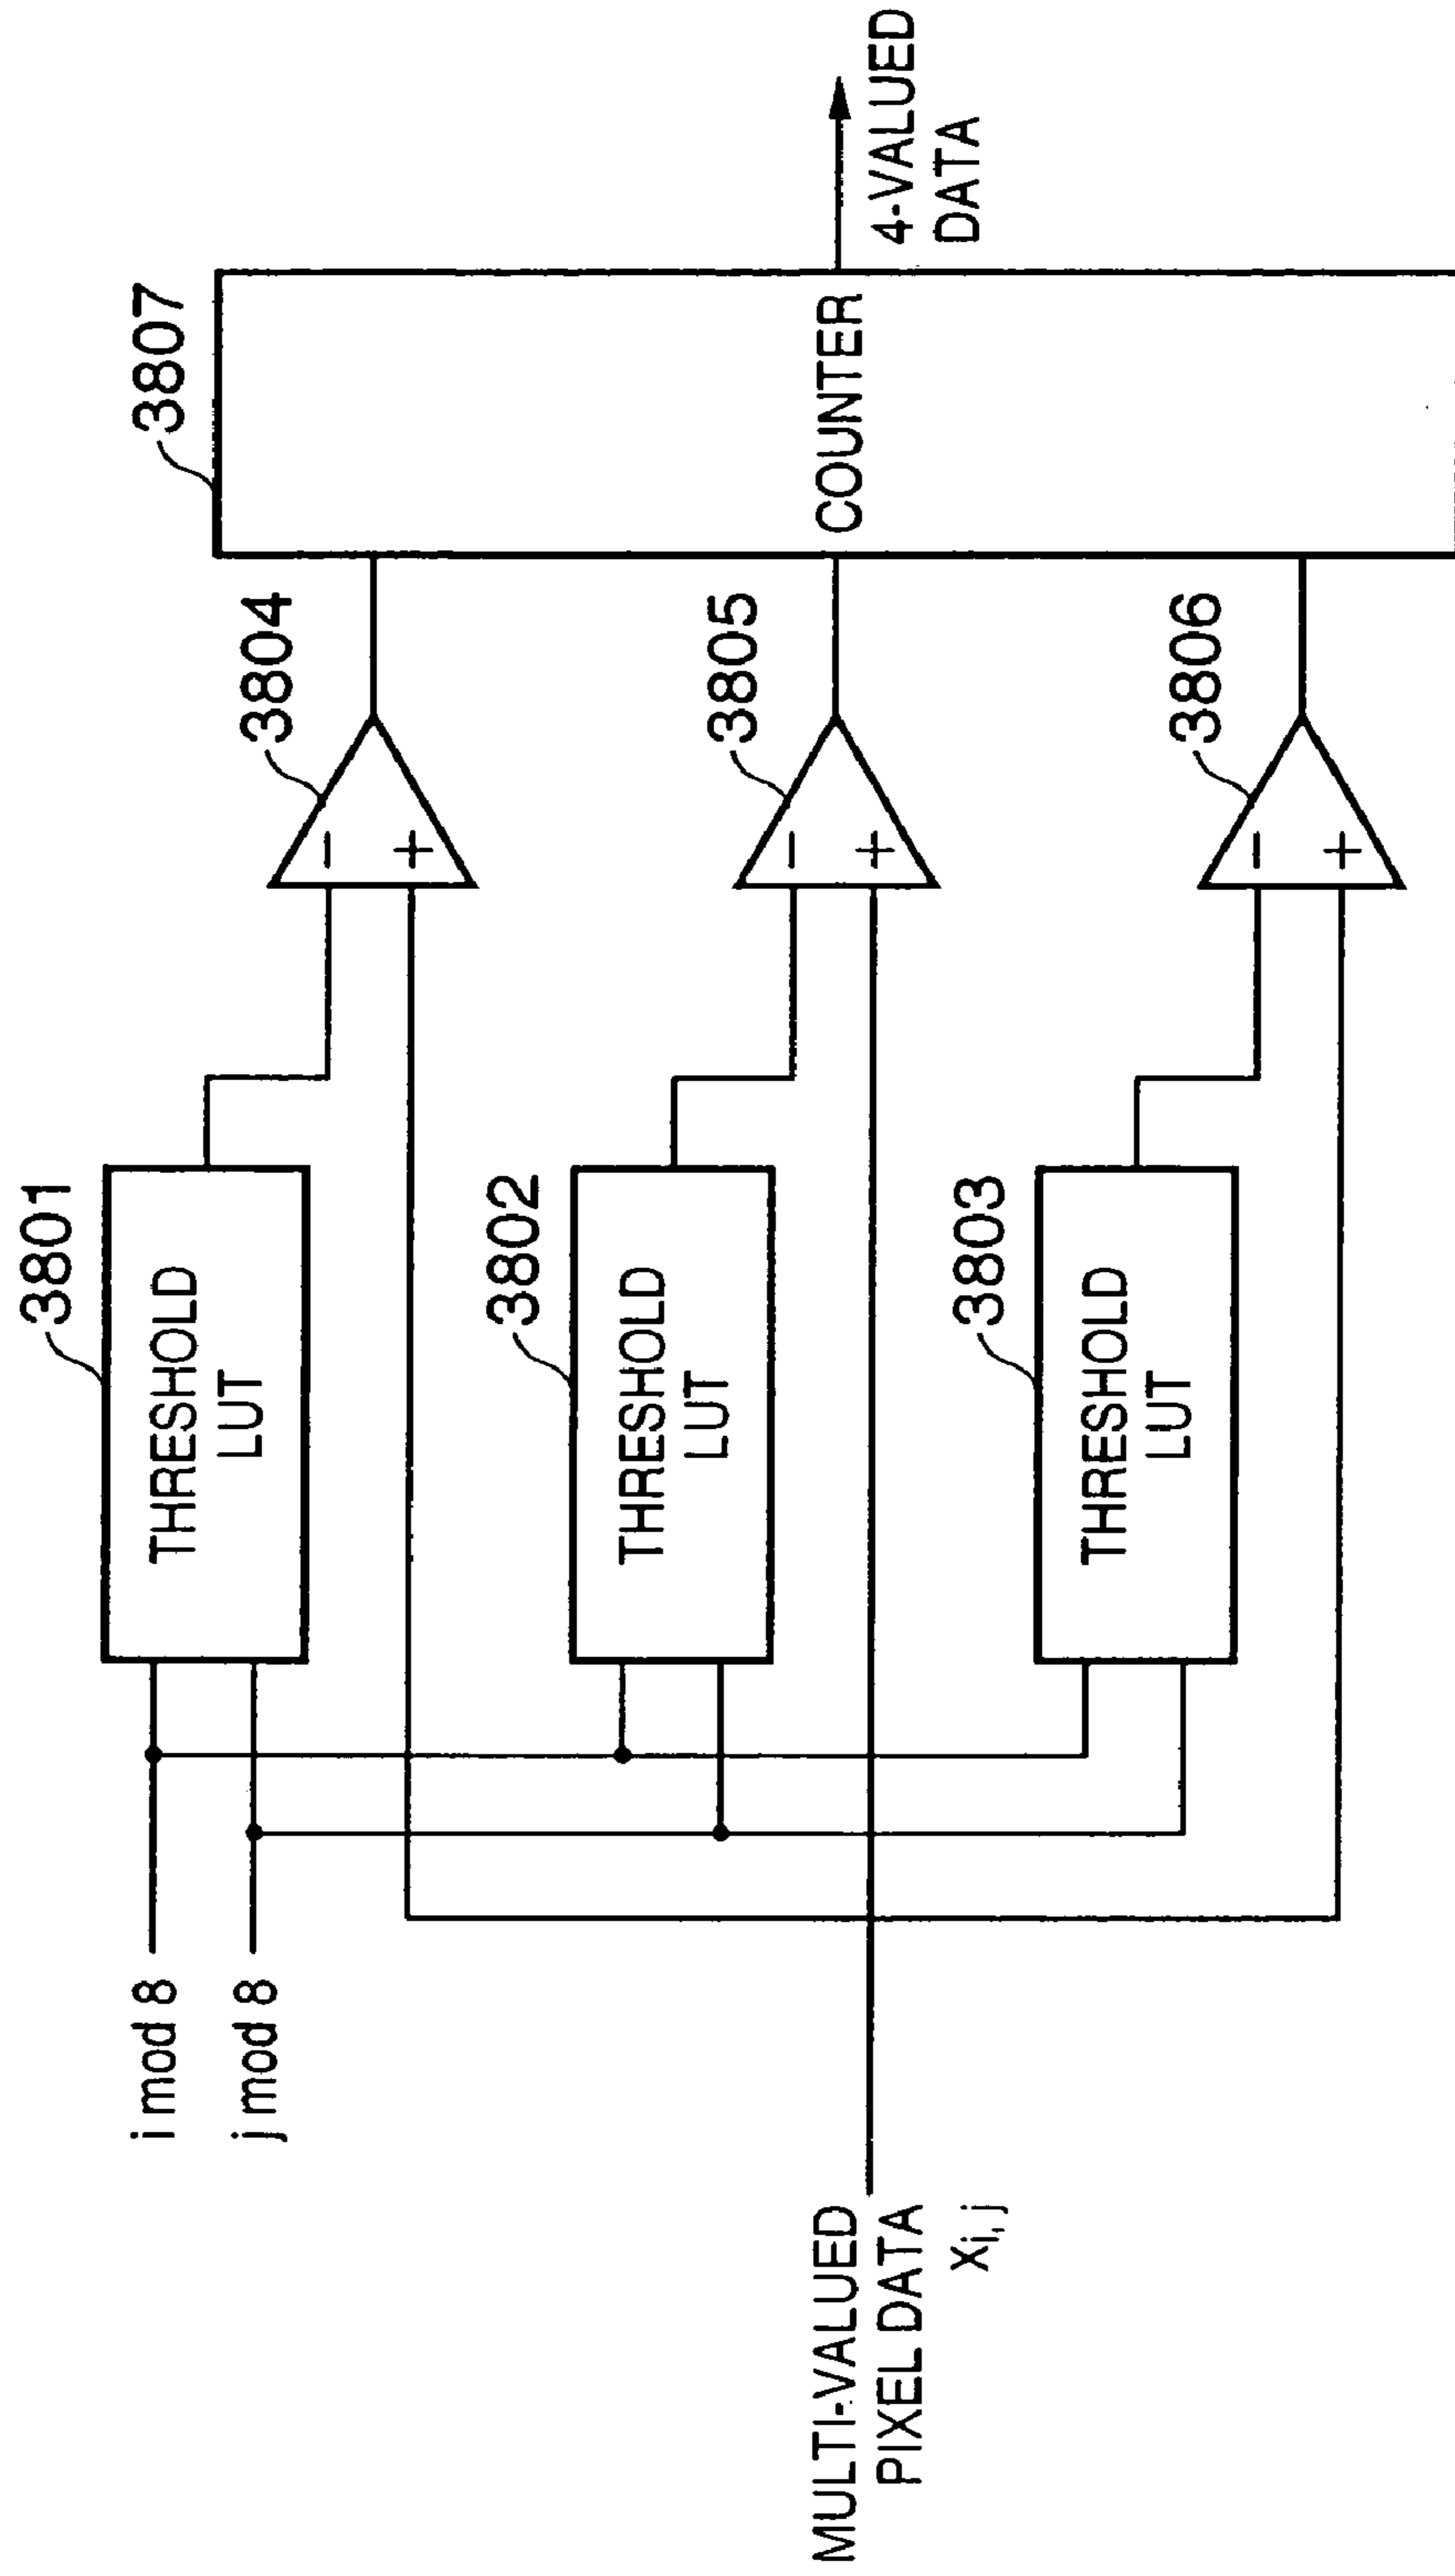 i mod 8
j mod 8
MULTI-VALUED
PIXEL DATA
Xi, j
3801
THRESHOLD
LUT
3802
THRESHOLD
LUT
3803
THRESHOLD
LUT
3804
− +
3805
− +
3806
− +
3807
COUNTER
4-VALUED
DATA